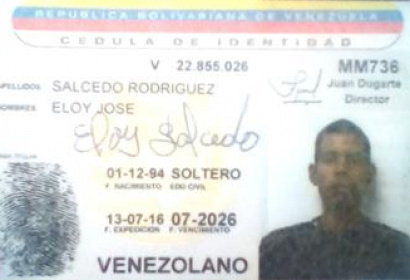 REPUBLICA BOLIVARIANA DE VENEZUELA
CEDULA DE IDENTIDAD
V 22.855.026 MM736
Juan Dugarte
Director
APELLIDOS SALCEDO RODRIGUEZ
NOMBRES ELOY JOSE
Eloy Salcedo
01-12-94 SOLTERO
F. NACIMIENTO EDO CIVIL
13-07-16 07-2026
F. EXPEDICION F. VENCIMIENTO
VENEZOLANO